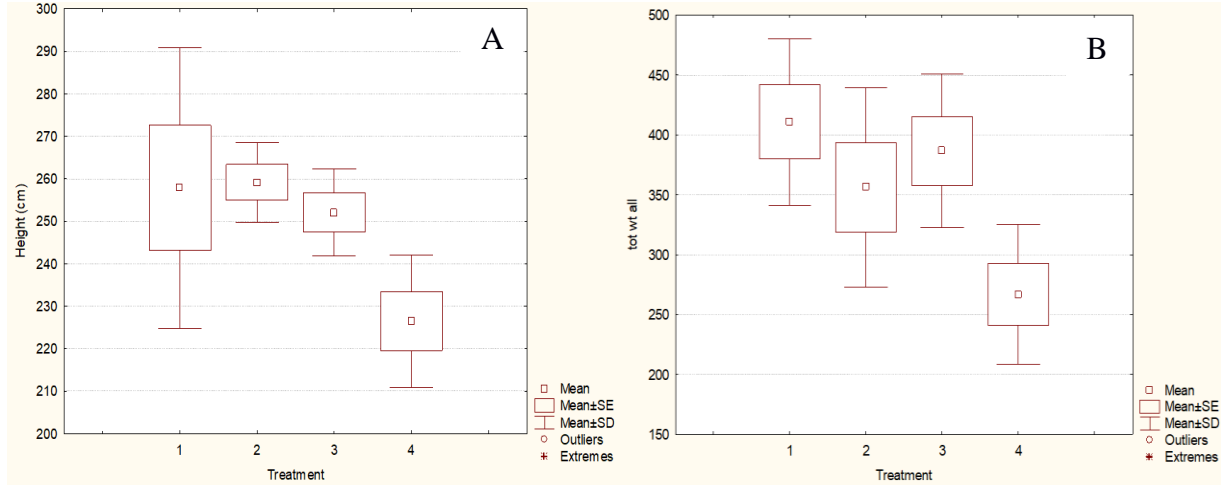 A
Height (cm)
300
290
280
270
260
250
240
230
220
210
200
1 2 3 4
Treatment
Mean
Mean±SE
Mean±SD
Outliers
Extremes
B
tot wt all
500
450
400
350
300
250
200
150
1 2 3 4
Treatment
Mean
Mean±SE
Mean±SD
Outliers
Extremes